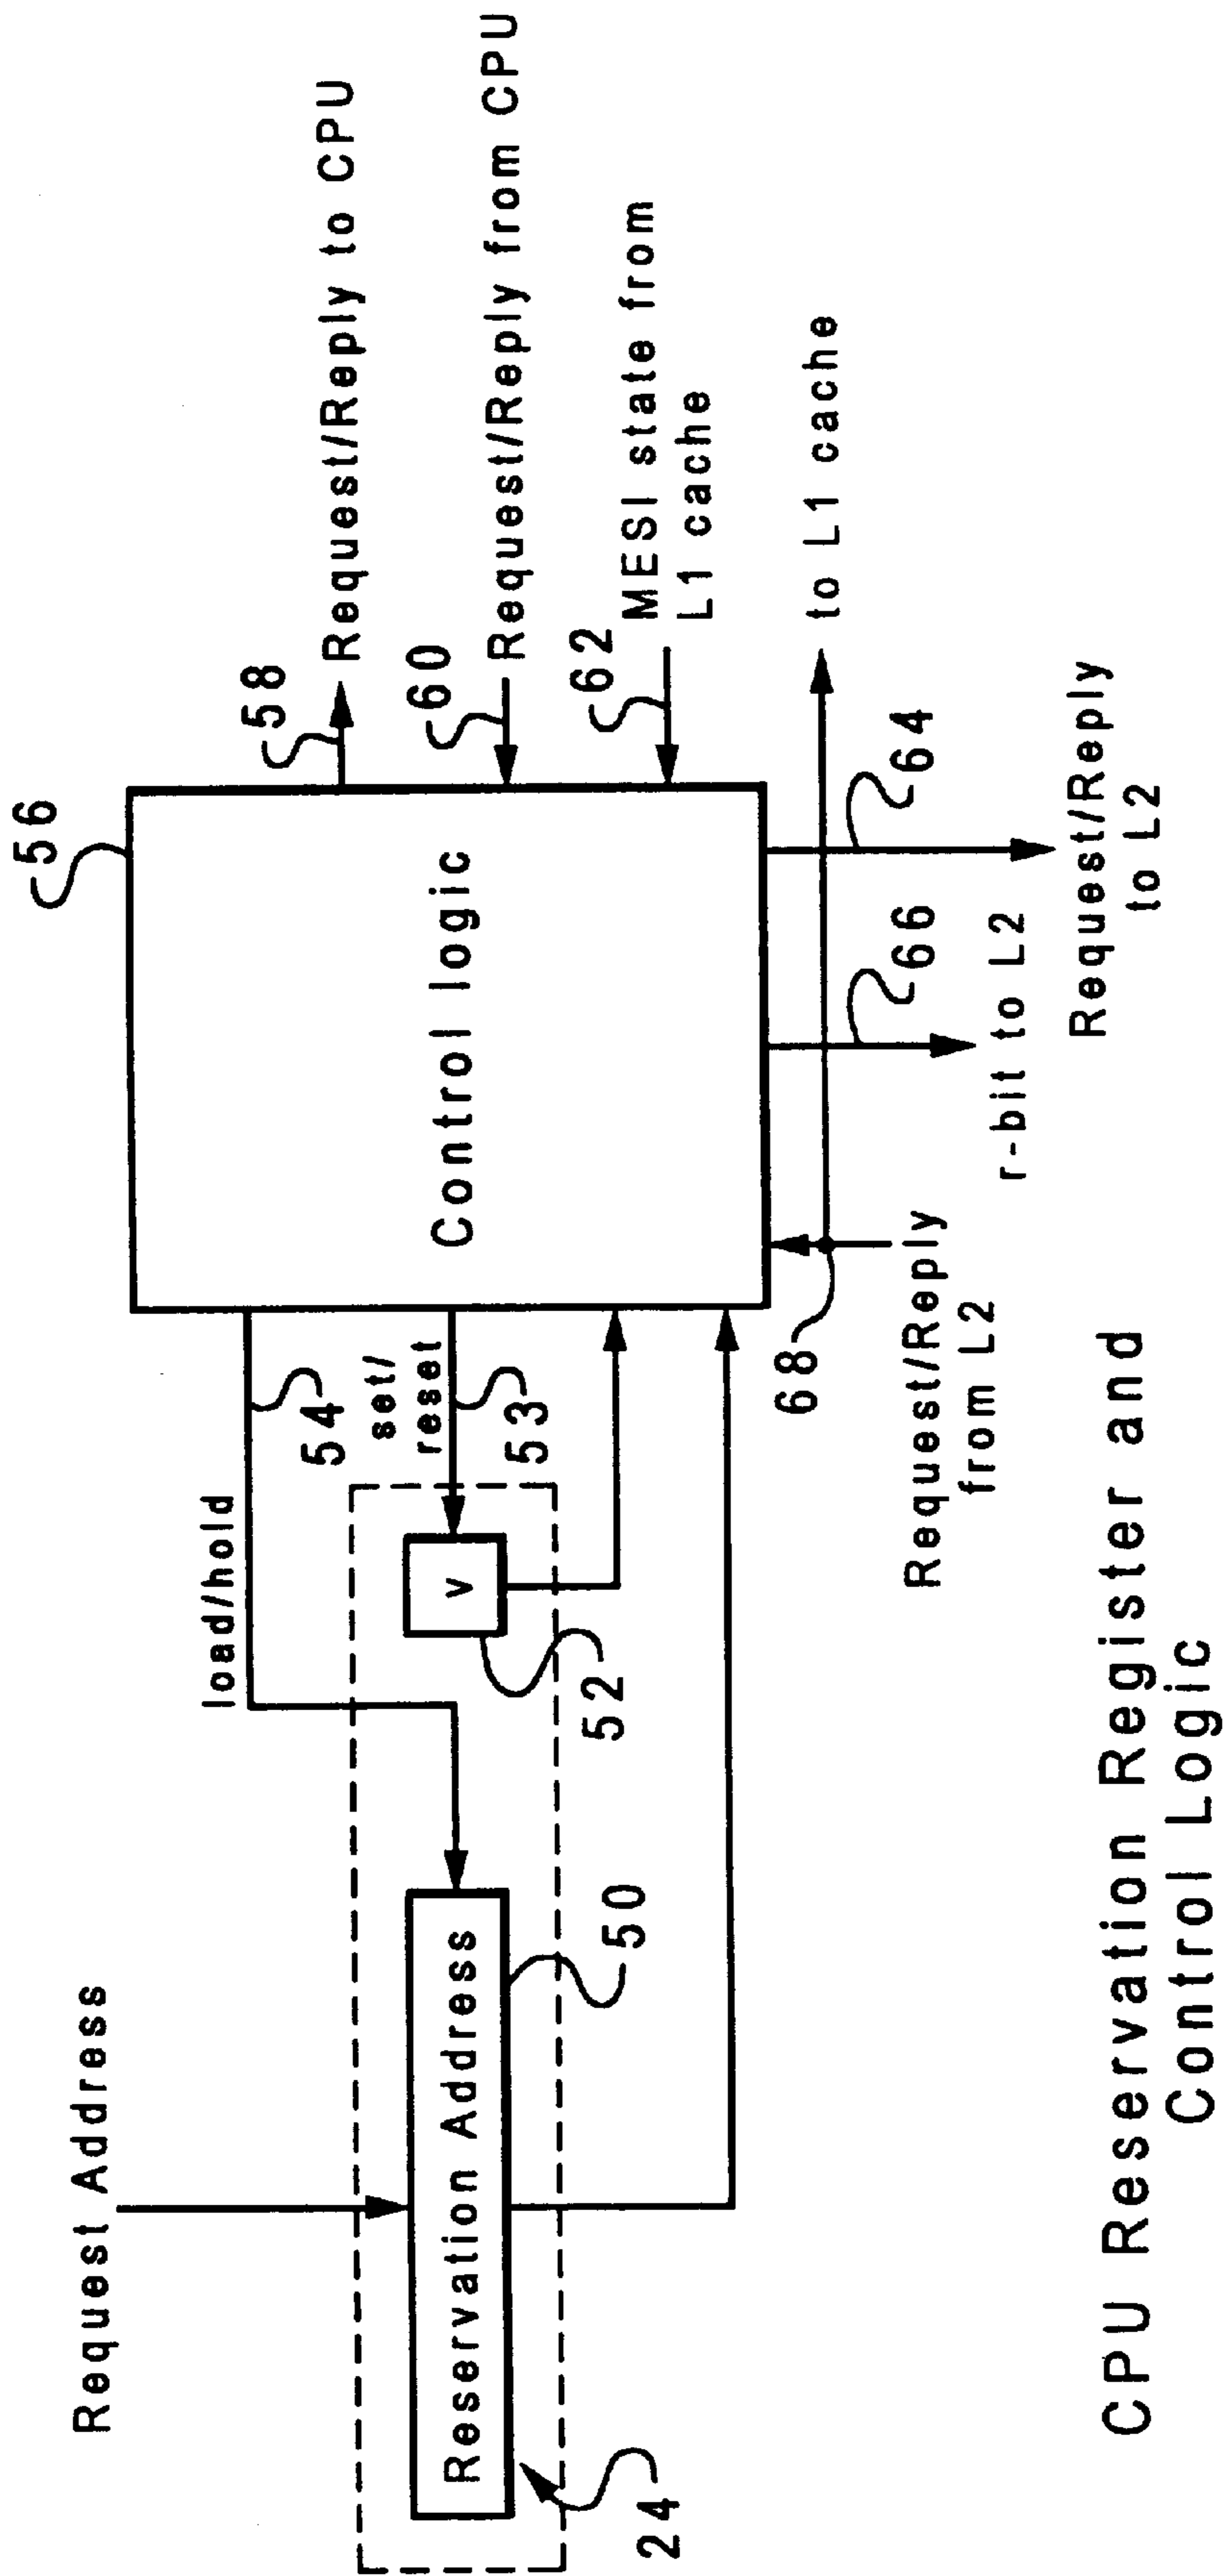 Request Address
Reservation Address
24
50
load/hold
54
set/
reset
53
v
52
56
Control logic
58
Request/Reply to CPU
60
Request/Reply from CPU
62
MESI state from
L1 cache
to L1 cache
68
Request/Reply
from L2
66
r-bit to L2
64
Request/Reply
to L2
CPU Reservation Register and
Control Logic